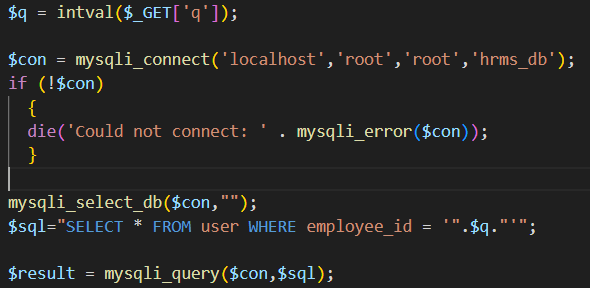 $q = intval($_GET['q']);
$con = mysqli_connect('localhost','root','root','hrms_db');
if (!$con)
{
die('Could not connect: ' . mysqli_error($con));
}
mysqli_select_db($con,"");
$sql="SELECT * FROM user WHERE employee_id = '".$q."'";
$result = mysqli_query($con,$sql);